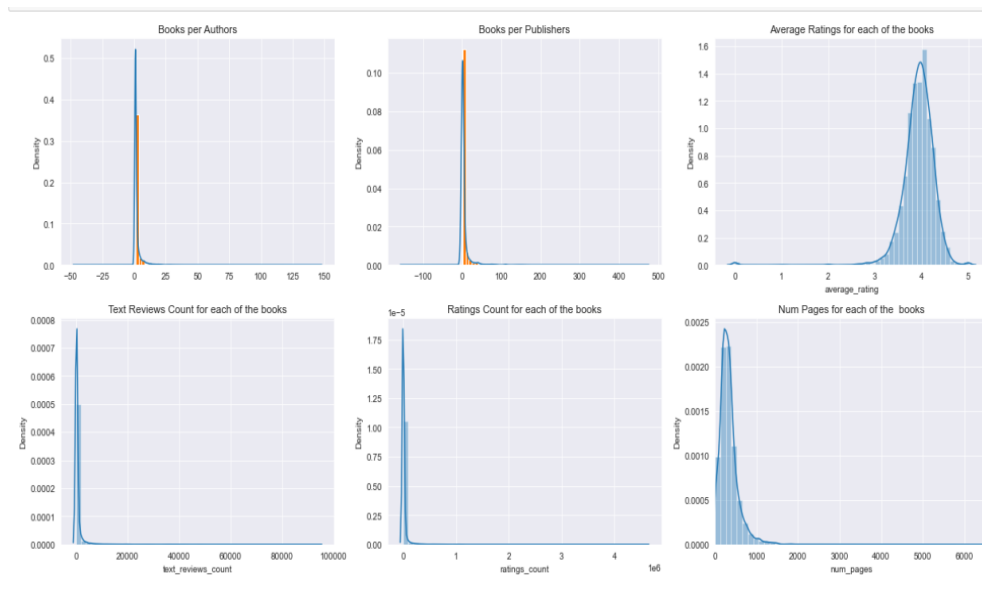 Books per Authors
0.5
0.4
0.3
0.2
0.1
0.0
Density
−50 −25 0 25 50 75 100 125 150
Books per Publishers
0.10
0.08
0.06
0.04
0.02
0.00
Density
−100 0 100 200 300 400 500
Average Ratings for each of the books
1.6
1.4
1.2
1.0
0.8
0.6
0.4
0.2
0.0
Density
0 1 2 3 4 5
average_rating
Text Reviews Count for each of the books
0.0008
0.0007
0.0006
0.0005
0.0004
0.0003
0.0002
0.0001
0.0000
Density
0 20000 40000 60000 80000 100000
text_reviews_count
Ratings Count for each of the books
1e−5
1.75
1.50
1.25
1.00
0.75
0.50
0.25
0.00
Density
0 1 2 3 4
1e6
ratings_count
Num Pages for each of the  books
0.0025
0.0020
0.0015
0.0010
0.0005
0.0000
Density
0 1000 2000 3000 4000 5000 6000
num_pages